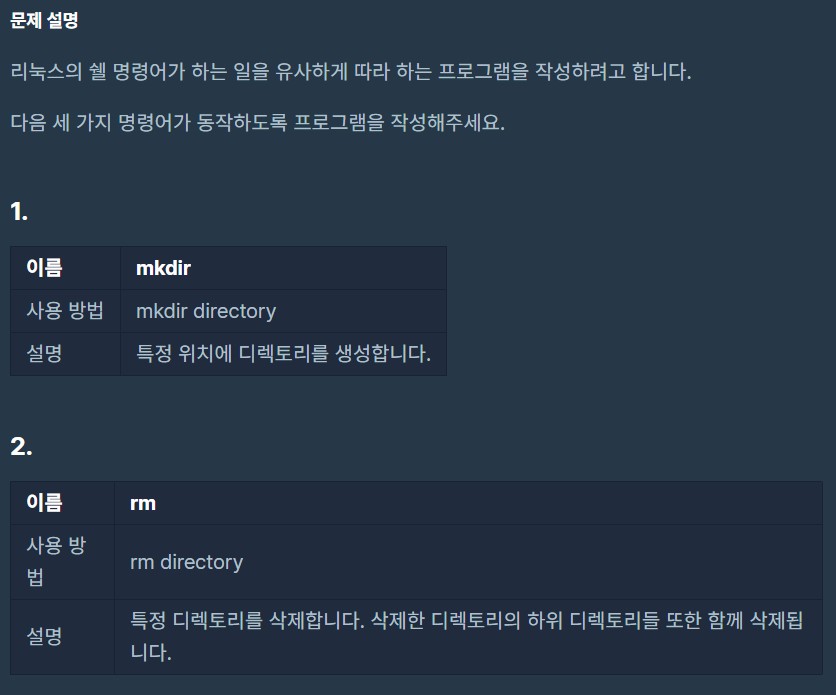 문제 설명
리눅스의 쉘 명령어가 하는 일을 유사하게 따라 하는 프로그램을 작성하려고 합니다.
다음 세 가지 명령어가 동작하도록 프로그램을 작성해주세요.
1.
이름 mkdir
사용 방법 mkdir directory
설명 특정 위치에 디렉토리를 생성합니다.
2.
이름 rm
사용 방
법
rm directory
설명
특정 디렉토리를 삭제합니다. 삭제한 디렉토리의 하위 디렉토리들 또한 함께 삭제됩
니다.